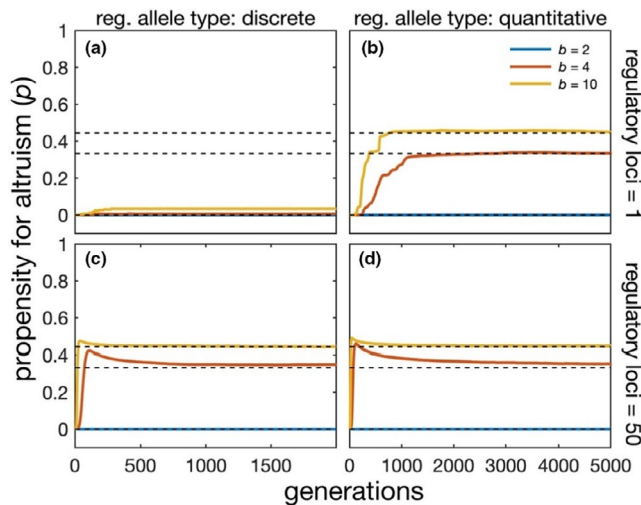 reg. allele type: discrete
reg. allele type: quantitative
(a)
(b)
b = 2
b = 4
b = 10
1
0.8
0.6
0.4
0.2
0
regulatory loci = 1
(c)
(d)
1
0.8
0.6
0.4
0.2
0
regulatory loci = 50
propensity for altruism (p)
0 500 1000 1500
0 1000 2000 3000 4000 5000
generations